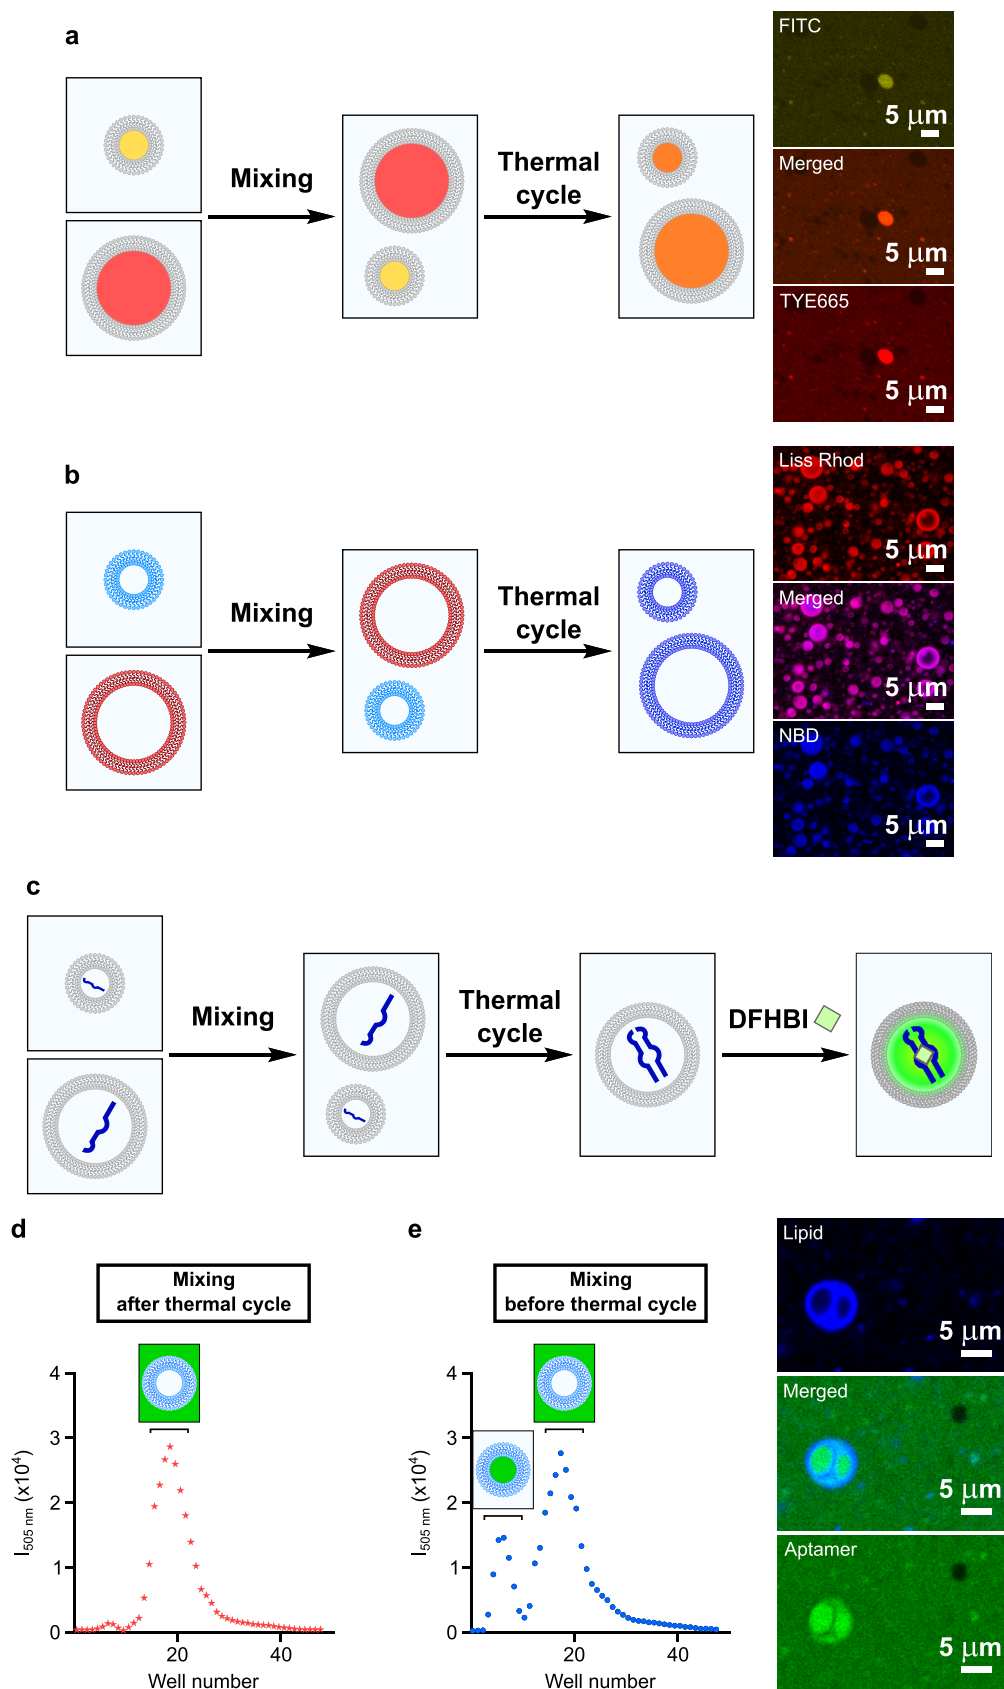 a
Mixing
Thermal
cycle
FITC
5 μm
Merged
5 μm
TYE665
5 μm
b
Mixing
Thermal
cycle
Liss Rhod
5 μm
Merged
5 μm
NBD
5 μm
c
Mixing
Thermal
cycle
DFHBI
d
Mixing
after thermal cycle
4
3
2
1
0
I505 nm (x10⁴)
20
40
Well number
e
Mixing
before thermal cycle
4
3
2
1
0
I505 nm (x10⁴)
20
40
Well number
Lipid
5 μm
Merged
5 μm
Aptamer
5 μm